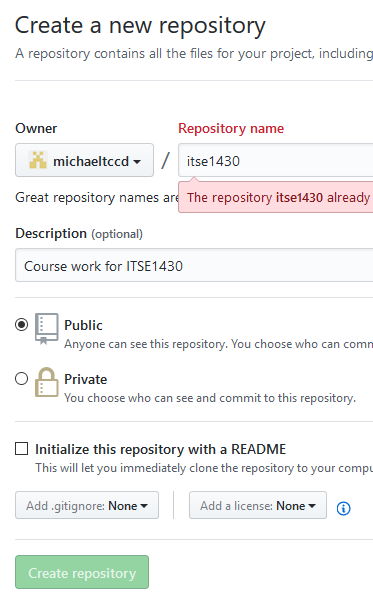 Create a new repository
A repository contains all the files for your project, including
Owner
Repository name
michaeltccd
/
itse1430
Great repository names are
The repository itse1430 already
Description (optional)
Course work for ITSE1430
Public
Anyone can see this repository. You choose who can comm
Private
You choose who can see and commit to this repository.
Initialize this repository with a README
This will let you immediately clone the repository to your compu
Add .gitignore: None
Add a license: None
Create repository